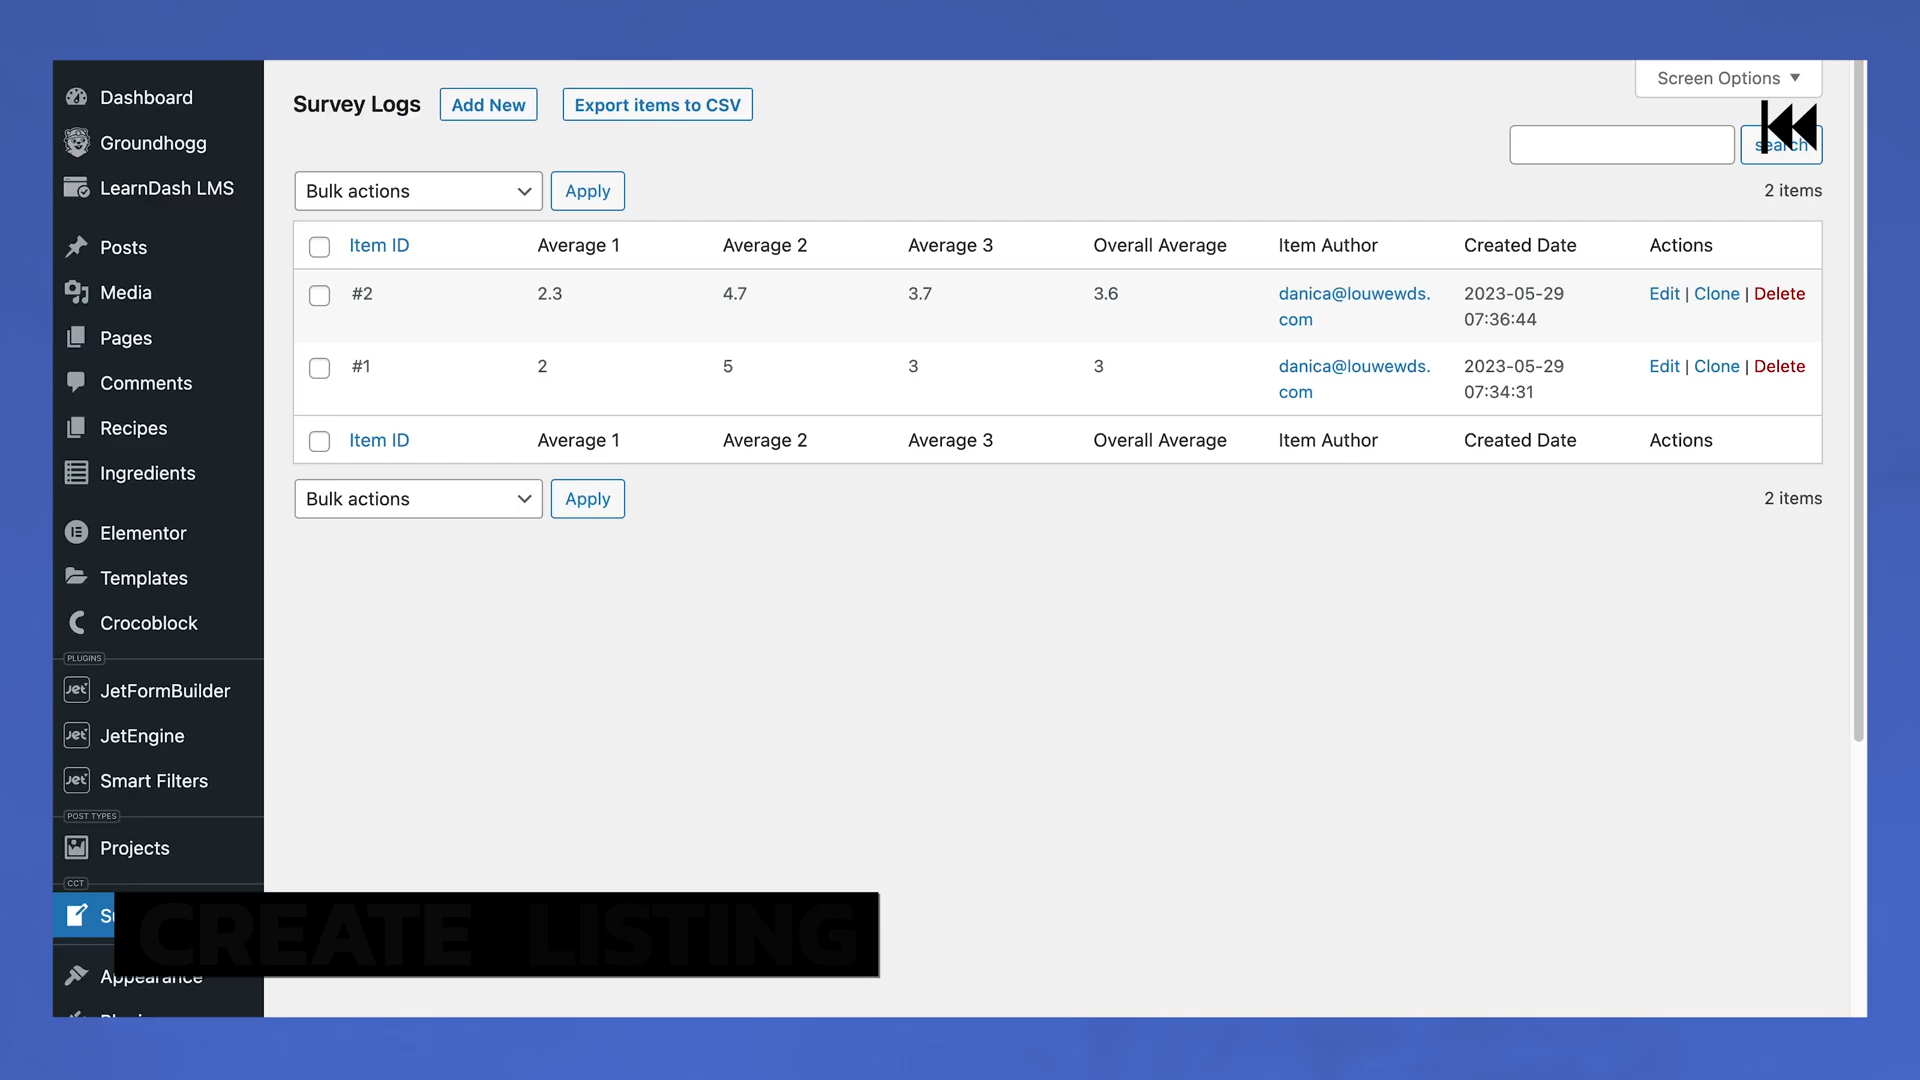 Screen Options ▼
Survey Logs
Add New
Export items to CSV
search
Bulk actions
Apply
2 items
Item ID Average 1 Average 2 Average 3 Overall Average Item Author Created Date Actions
#2 2.3 4.7 3.7 3.6 danica@louwewds. 2023-05-29 Edit | Clone | Delete
com 07:36:44
#1 2 5 3 3 danica@louwewds. 2023-05-29 Edit | Clone | Delete
com 07:34:31
Item ID Average 1 Average 2 Average 3 Overall Average Item Author Created Date Actions
Bulk actions
Apply
2 items
Dashboard
Groundhogg
LearnDash LMS
Posts
Media
Pages
Comments
Recipes
Ingredients
Elementor
Templates
Crocoblock
PLUGINS
Jet JetFormBuilder
Jet JetEngine
Jet Smart Filters
POST TYPES
Projects
CCT
CREATE LISTING
Appearance